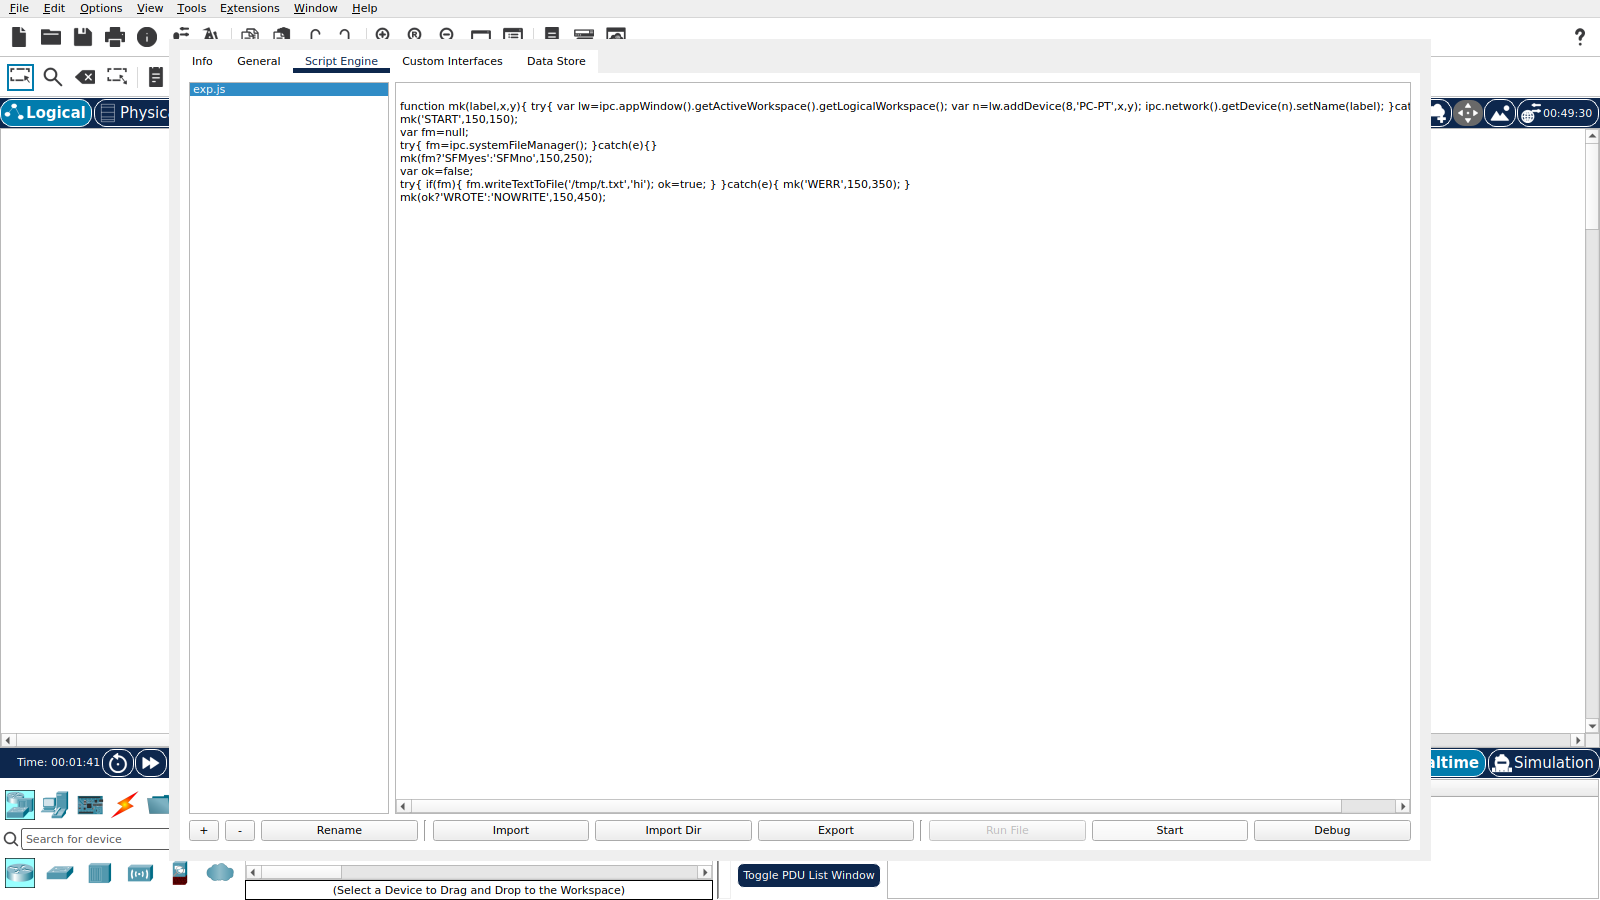 File Edit Options View Tools Extensions Window Help
?
Info General Script Engine Custom Interfaces Data Store
exp.js
Logical
00:49:30
function mk(label,x,y){ try{ var lw=ipc.appWindow().getActiveWorkspace().getLogicalWorkspace(); var n=lw.addDevice(8,'PC-PT',x,y); ipc.network().getDevice(n).setName(label); }cat
mk('START',150,150);
var fm=null;
try{ fm=ipc.systemFileManager(); }catch(e){}
mk(fm?'SFMyes':'SFMno',150,250);
var ok=false;
try{ if(fm){ fm.writeTextToFile('/tmp/t.txt','hi'); ok=true; } }catch(e){ mk('WERR',150,350); }
mk(ok?'WROTE':'NOWRITE',150,450);
Physic
Time: 00:01:41
altime
Simulation
Search for device
+ - Rename Import Import Dir Export Run File Start Debug
Toggle PDU List Window
(Select a Device to Drag and Drop to the Workspace)